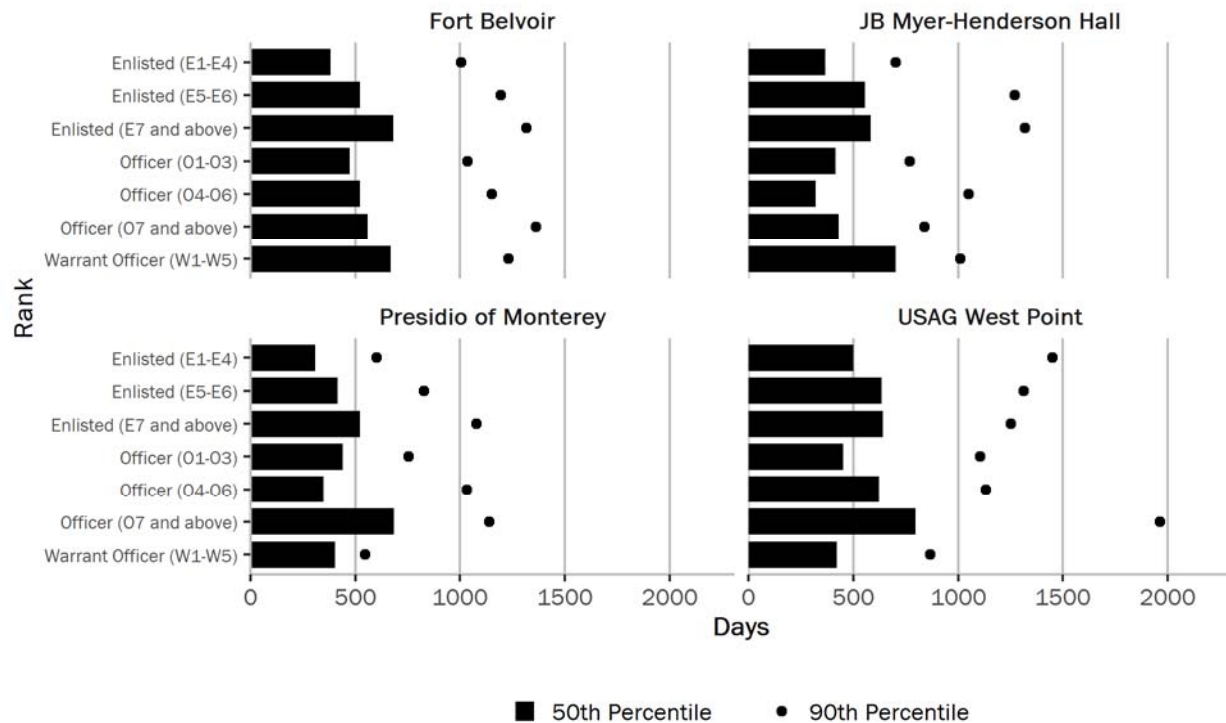 Fort Belvoir
JB Myer-Henderson Hall
Enlisted (E1-E4)
Enlisted (E5-E6)
Enlisted (E7 and above)
Officer (O1-O3)
Officer (O4-O6)
Officer (O7 and above)
Warrant Officer (W1-W5)
Rank
Presidio of Monterey
USAG West Point
Enlisted (E1-E4)
Enlisted (E5-E6)
Enlisted (E7 and above)
Officer (O1-O3)
Officer (O4-O6)
Officer (O7 and above)
Warrant Officer (W1-W5)
0 500 1000 1500 2000
0 500 1000 1500 2000
Days
50th Percentile 90th Percentile